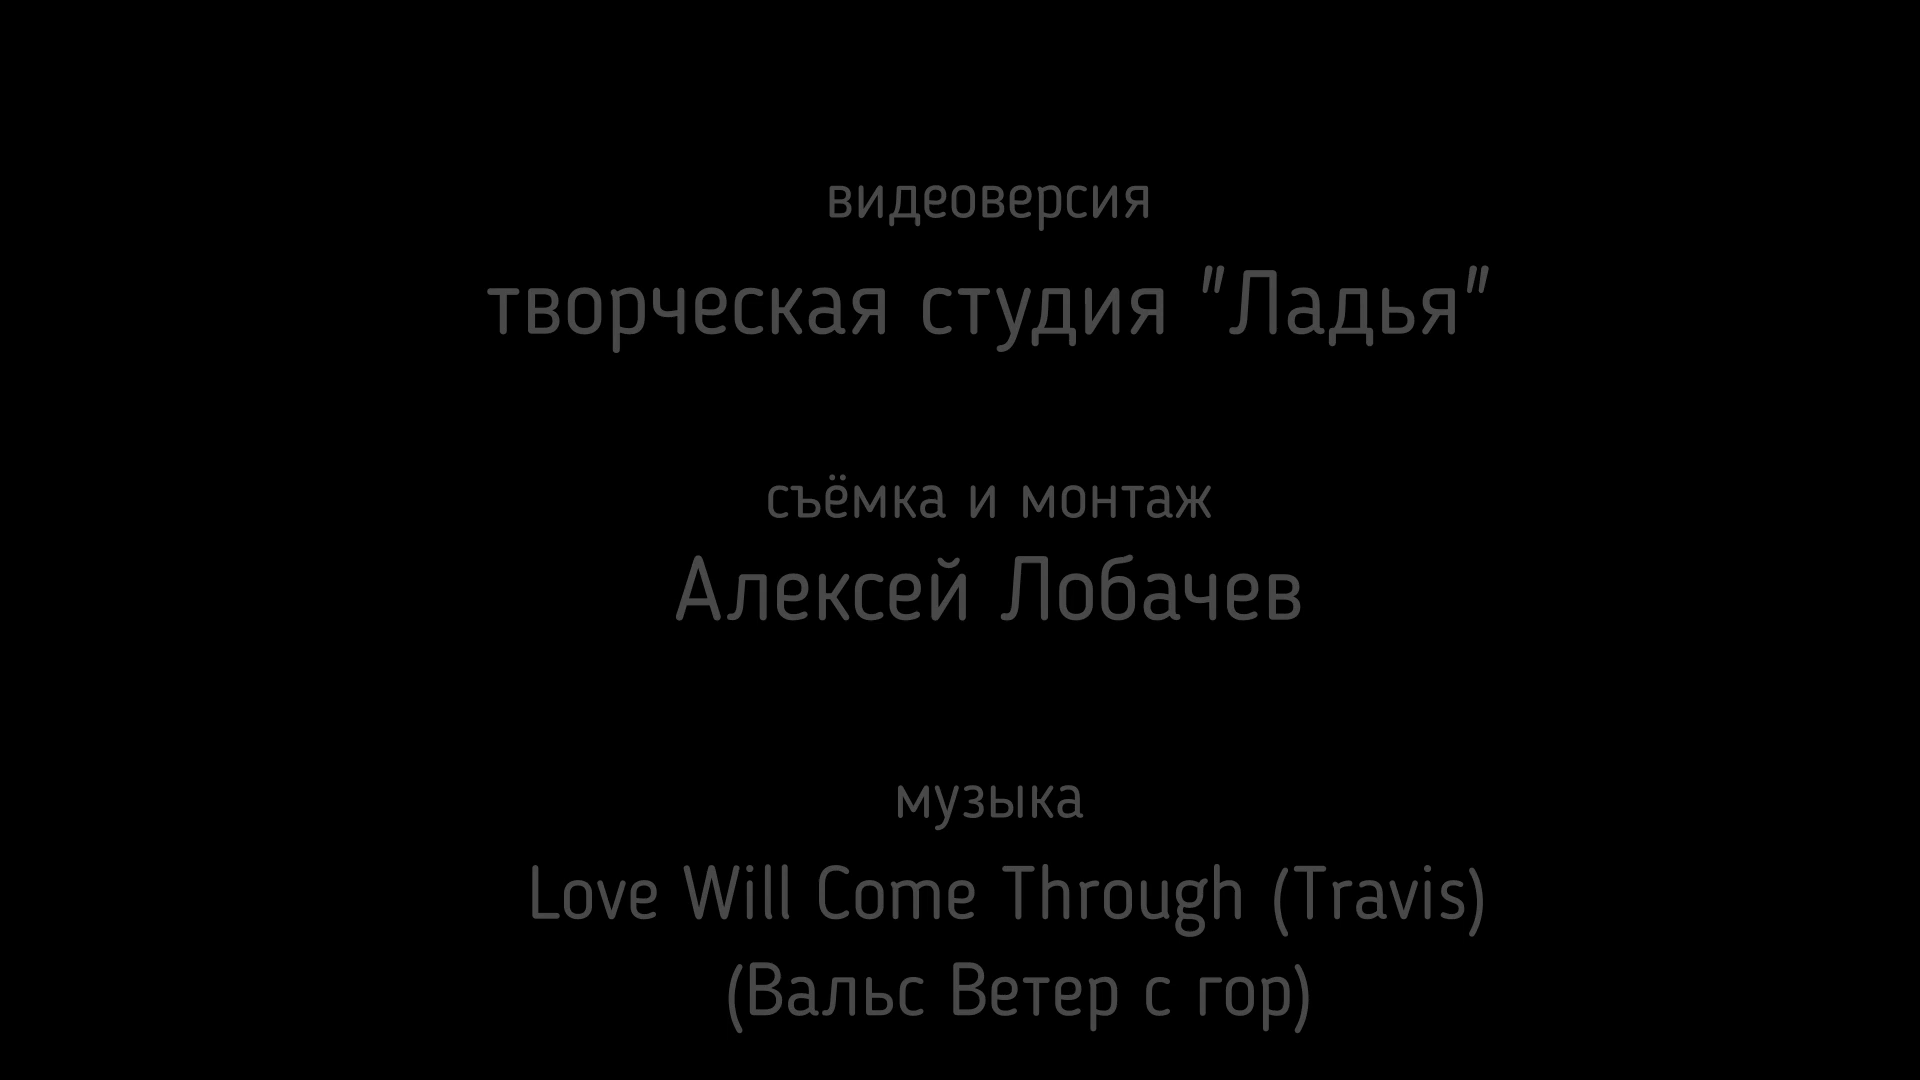 видеоверсия
творческая студия "Ладья"
съёмка и монтаж
Алексей Лобачев
музыка
Love Will Come Through (Travis)
(Вальс Ветер с гор)